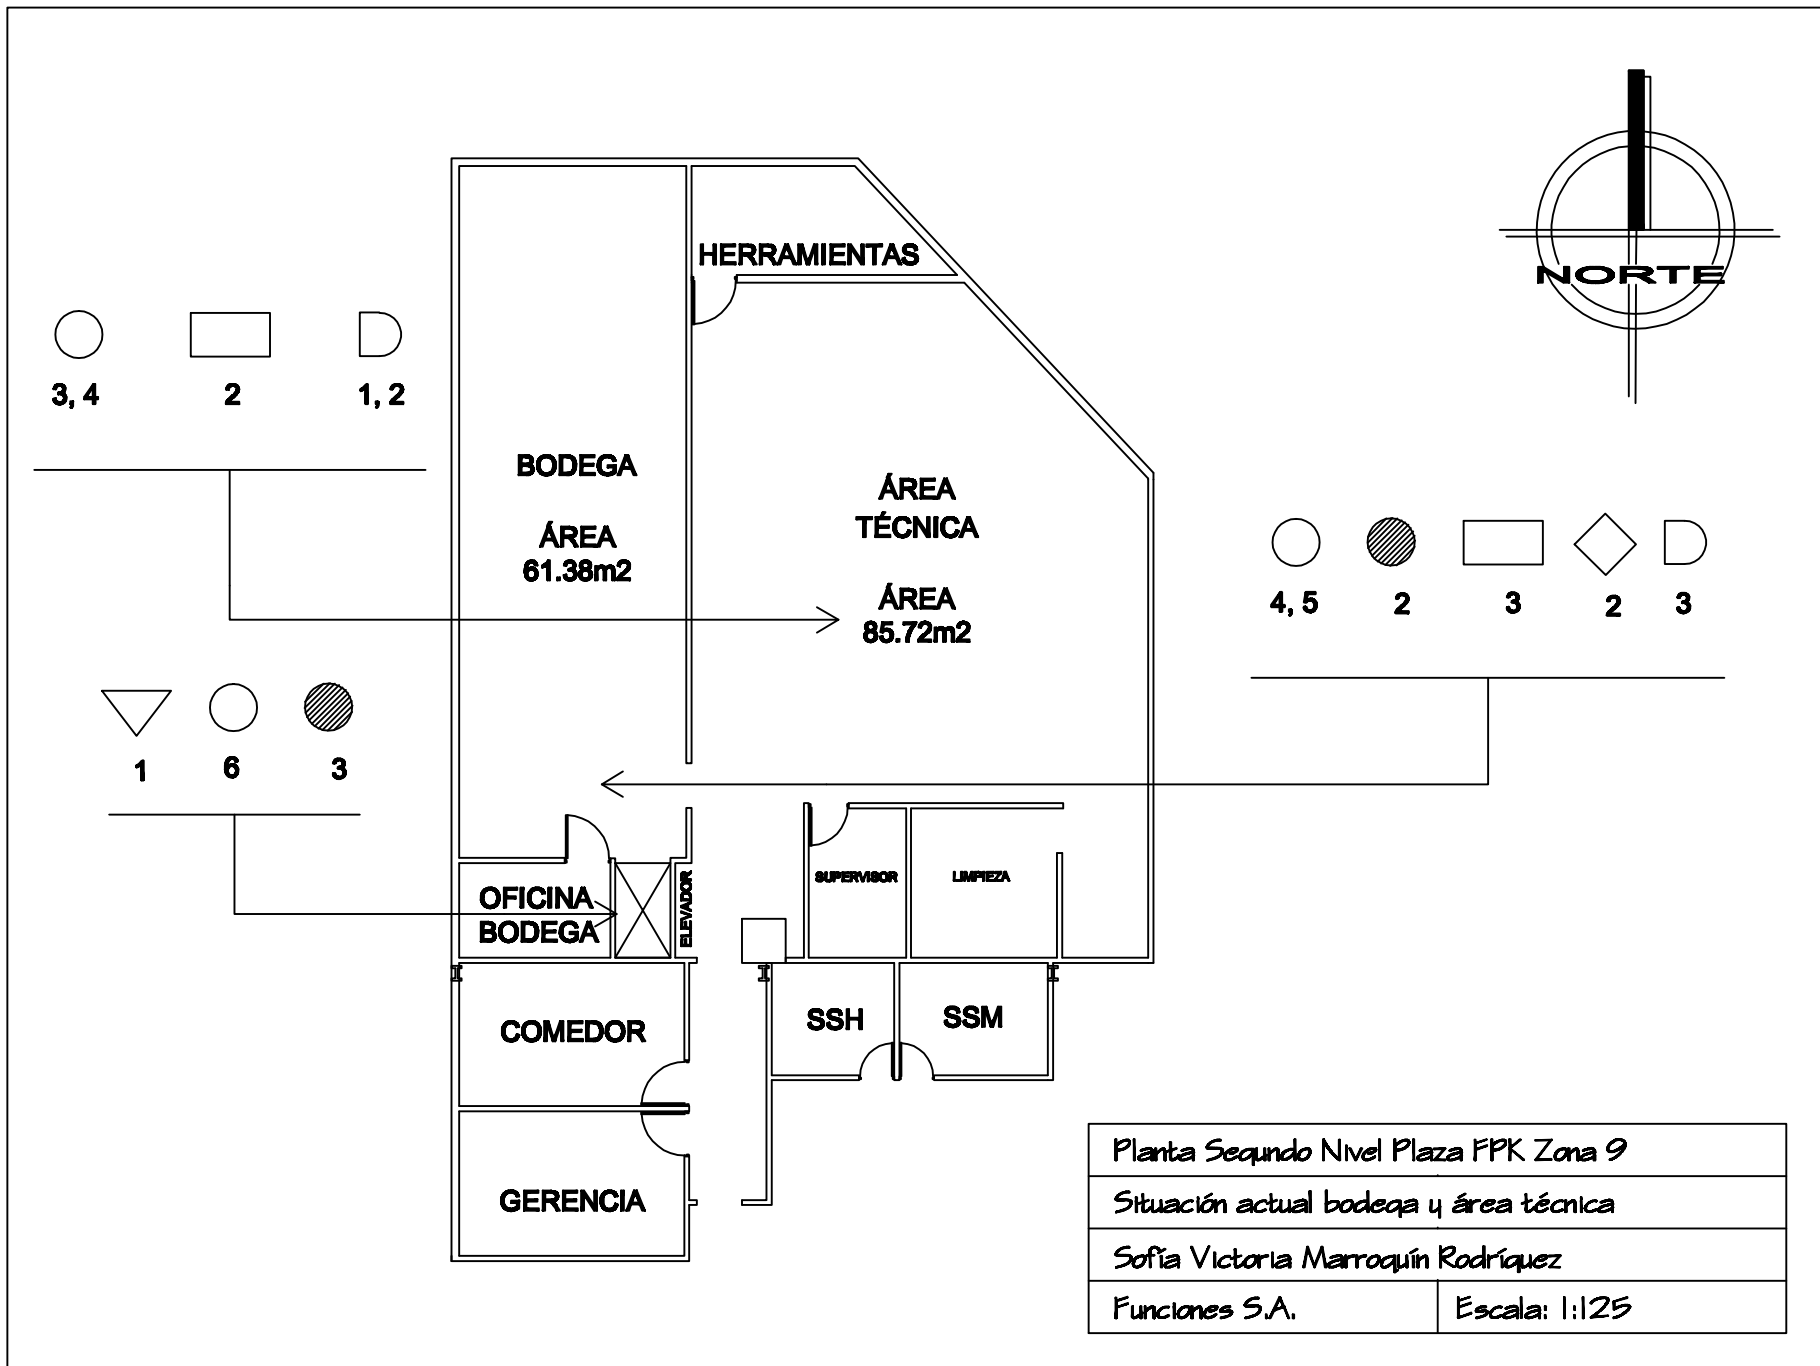 NORTE
HERRAMIENTAS
3, 4 2 1, 2
BODEGA
ÁREA
61.38m2
ÁREA
TÉCNICA
ÁREA
85.72m2
4, 5 2 3 2 3
1 6 3
OFICINA
BODEGA
ELEVADOR
SUPERVISOR
LIMPIEZA
COMEDOR
SSH
SSM
GERENCIA
Planta Segundo Nivel Plaza FPK Zona 9
Situación actual bodega y área técnica
Sofía Victoria Marroquín Rodríguez
Funciones S.A. Escala: 1:125